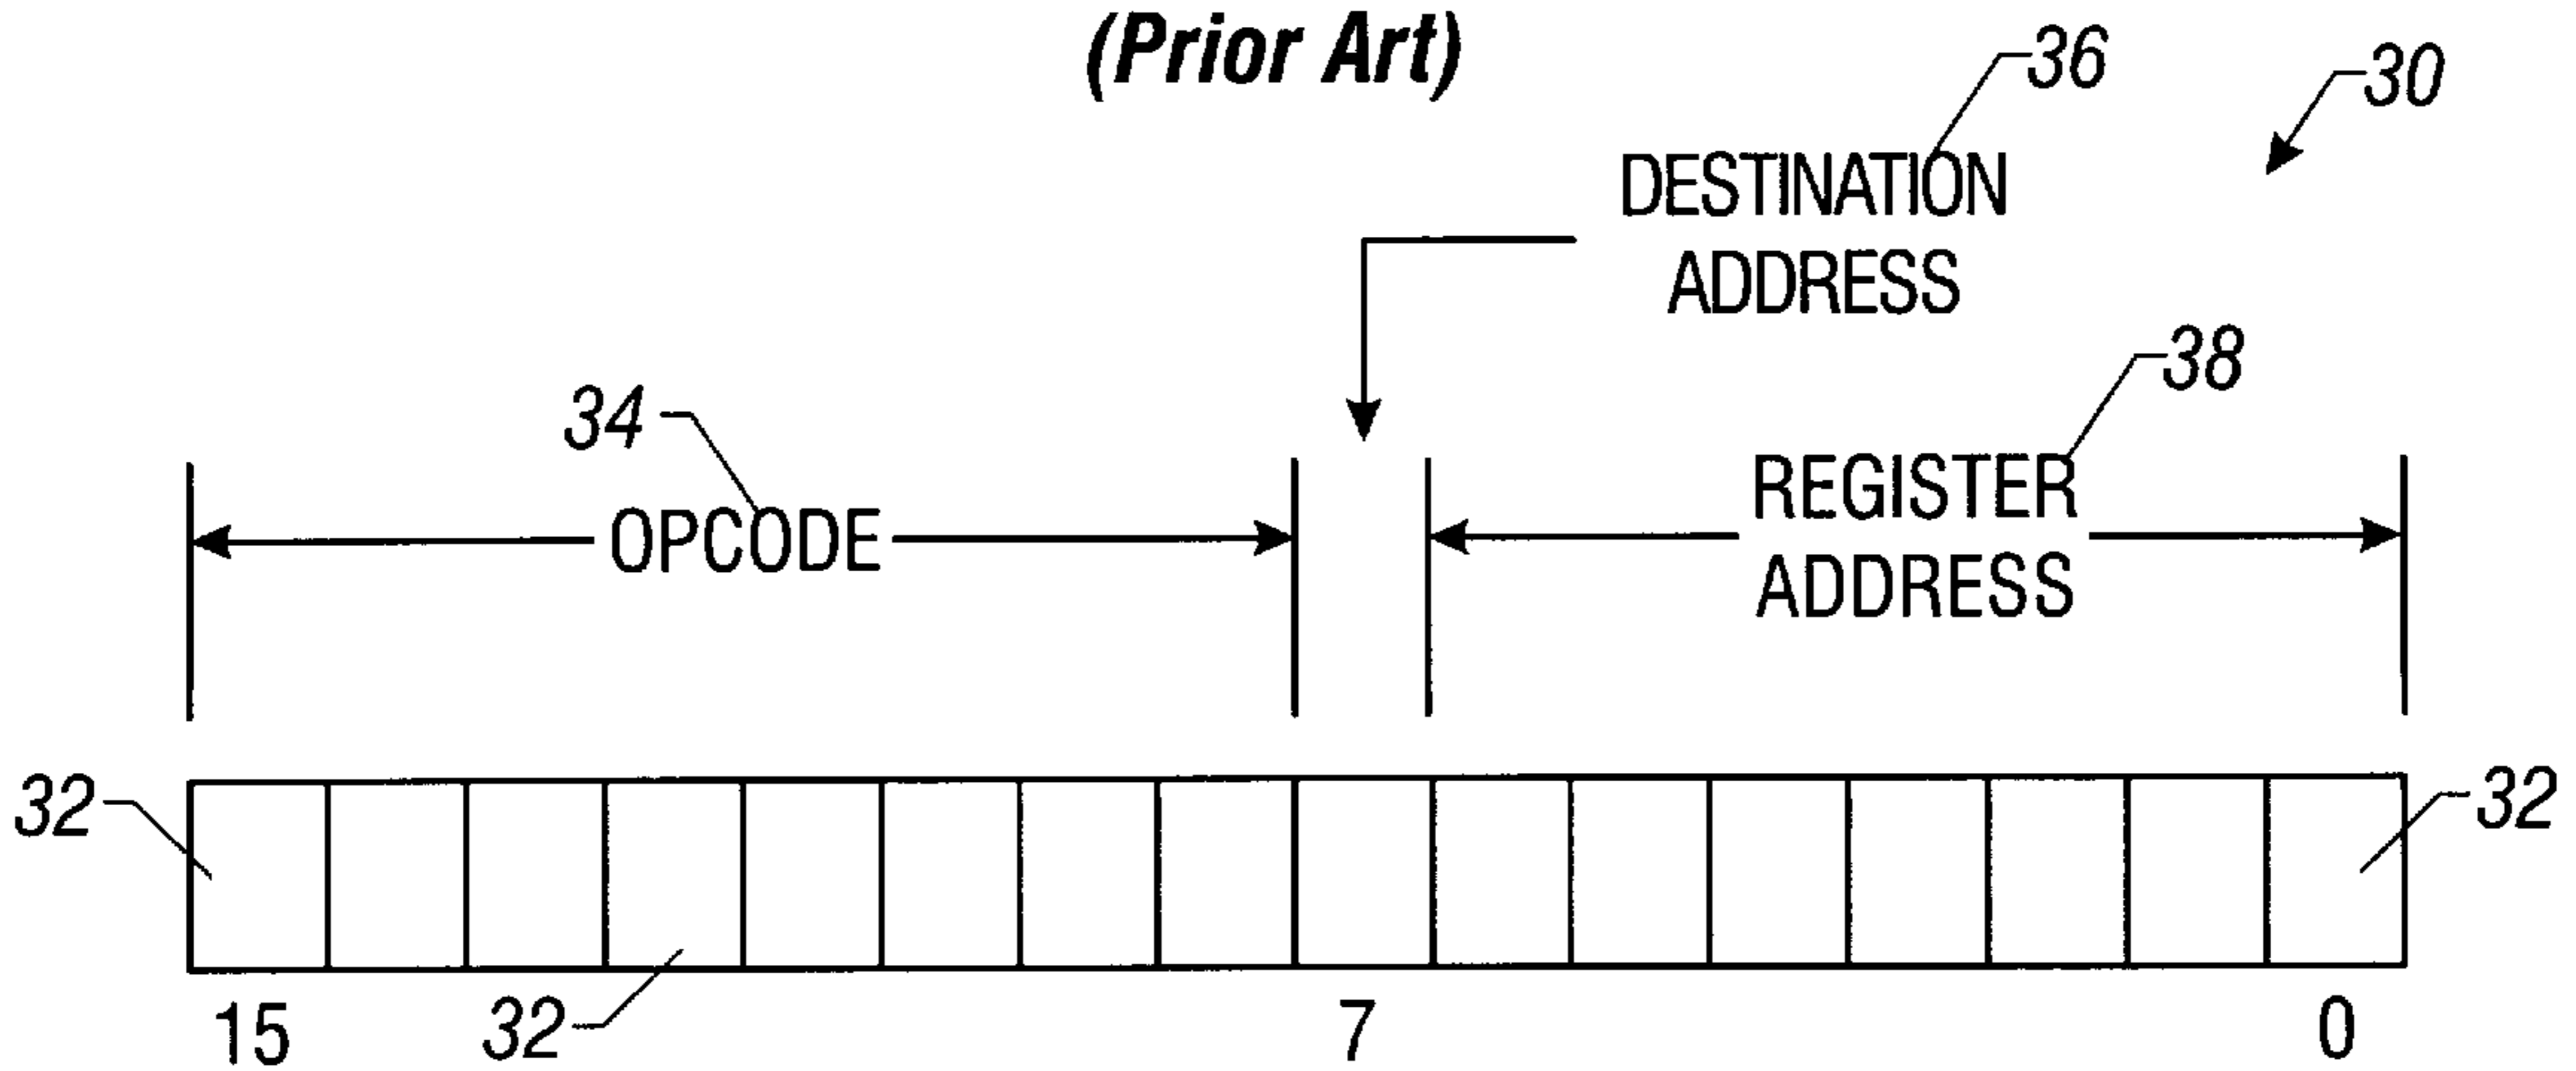 (Prior Art)
36
30
DESTINATION
ADDRESS
38
34
REGISTER
OPCODE
ADDRESS
32
32
15
32
7
0